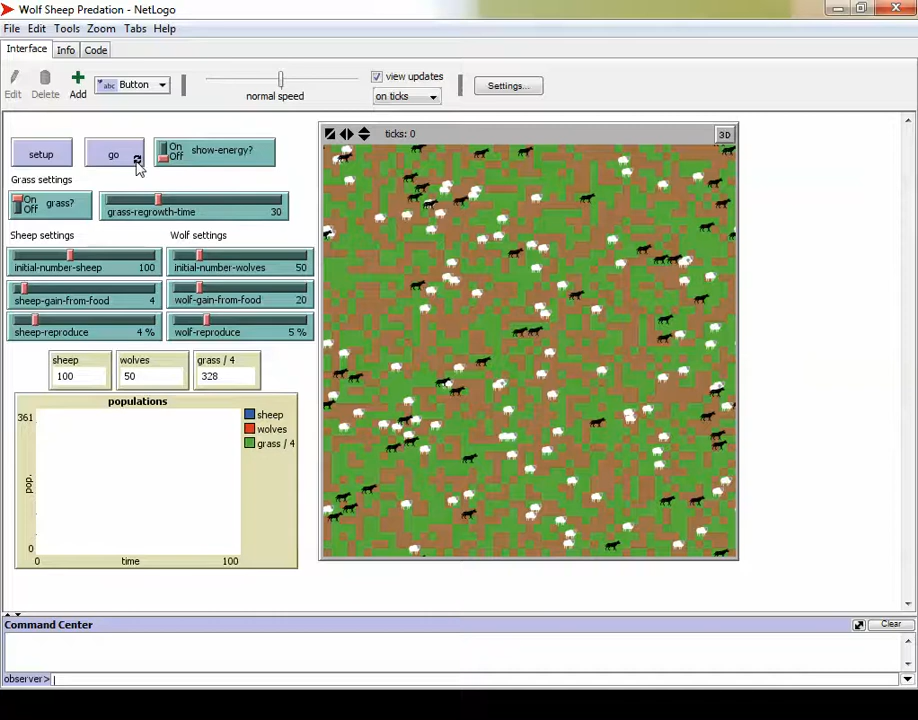 Wolf Sheep Predation - NetLogo
File Edit Tools Zoom Tabs Help
Interface Info Code
Edit Delete Add abc Button normal speed view updates on ticks Settings...
ticks: 0 3D
setup go On Off show-energy?
Grass settings
On Off grass? grass-regrowth-time 30
Sheep settings Wolf settings
initial-number-sheep 100 initial-number-wolves 50
sheep-gain-from-food 4 wolf-gain-from-food 20
sheep-reproduce 4 % wolf-reproduce 5 %
sheep wolves grass / 4
100 50 328
populations
361 sheep
wolves
grass / 4
pop.
0
0 time 100
Command Center Clear
observer>